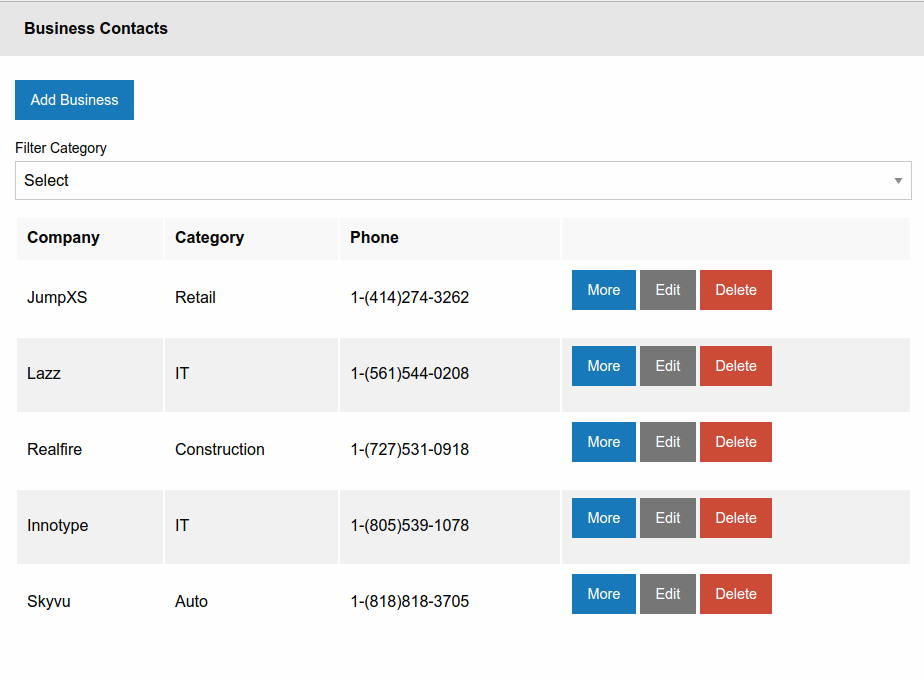 Business Contacts
Add Business
Filter Category
Select
Company Category Phone
JumpXS Retail 1-(414)274-3262 More Edit Delete
Lazz IT 1-(561)544-0208 More Edit Delete
Realfire Construction 1-(727)531-0918 More Edit Delete
Innotype IT 1-(805)539-1078 More Edit Delete
Skyvu Auto 1-(818)818-3705 More Edit Delete